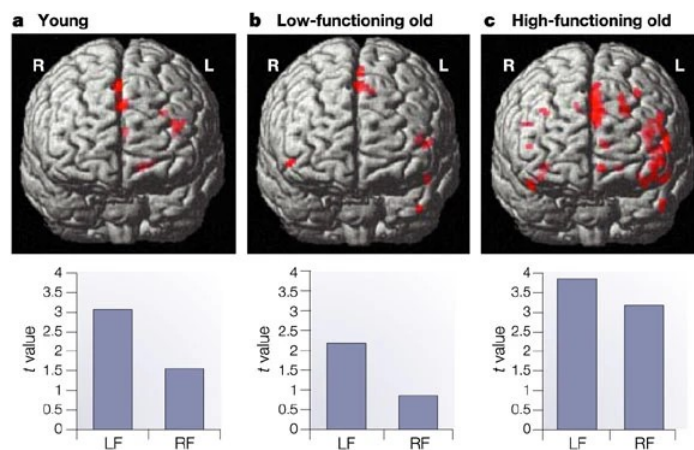 a Young
R L
4
3.5
3
2.5
2
1.5
1
0.5
0
t value
LF RF
b Low-functioning old
R L
4
3.5
3
2.5
2
1.5
1
0.5
0
t value
LF RF
c High-functioning old
R L
4
3.5
3
2.5
2
1.5
1
0.5
0
t value
LF RF